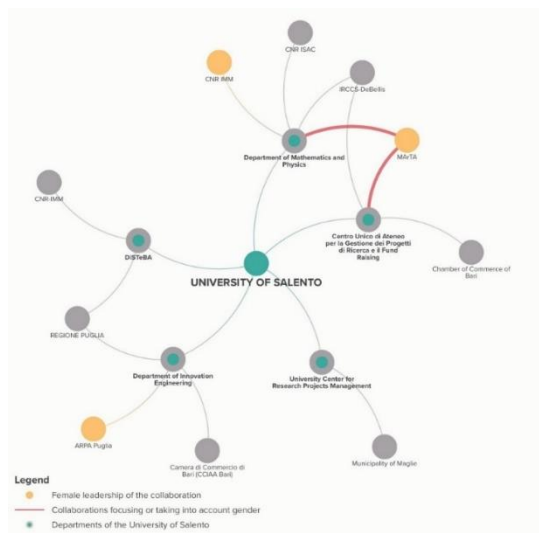 CNR ISAC
CNR IMM
IRCCS-DeBellis
Department of Mathematics and
Physics
MArTA
CNR-IMM
Centro Unico di Ateneo
per la Gestione dei Progetti
di Ricerca e il Fund
Raising
DiSTeBA
Chamber of Commerce of
Bari
UNIVERSITY OF SALENTO
REGIONE PUGLIA
Department of Innovation
Engineering
University Center for
Research Projects Management
ARPA Puglia
Camera di Commercio di
Bari (CCIAA Bari)
Municipality of Maglie
Legend
Female leadership of the collaboration
Collaborations focusing or taking into account gender
Departments of the University of Salento